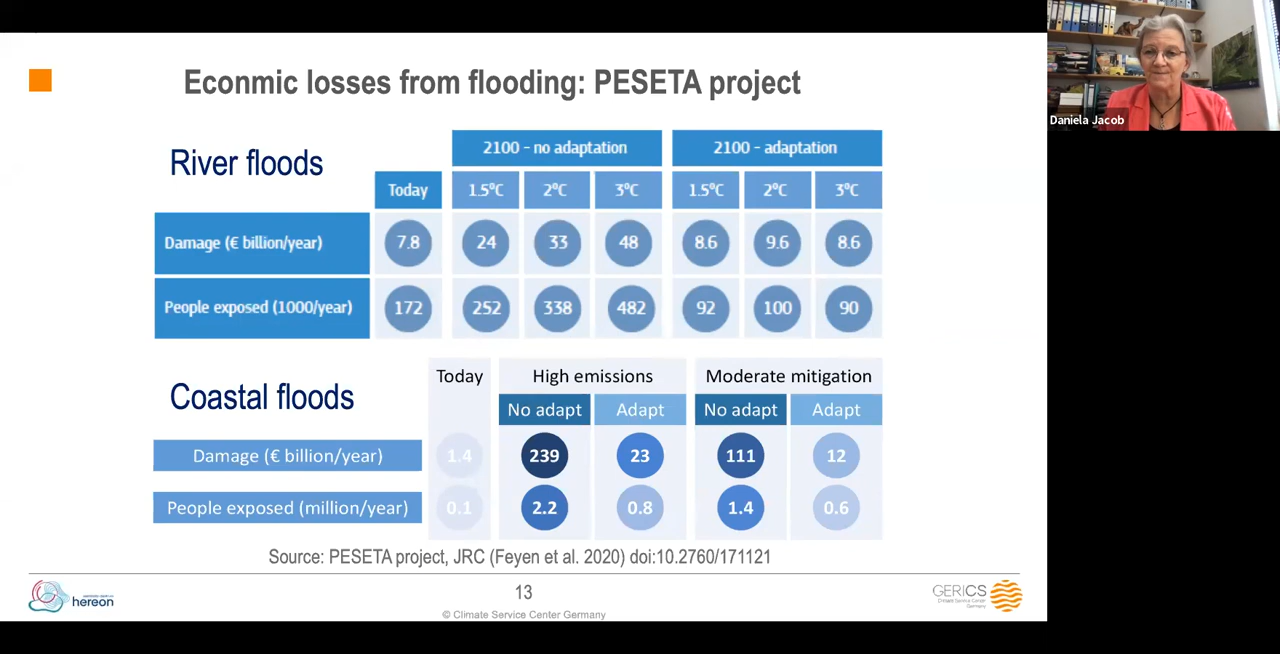 Econmic losses from flooding: PESETA project
Daniela Jacob
River floods
2100 - no adaptation 2100 - adaptation
Today 1.5°C 2°C 3°C 1.5°C 2°C 3°C
Damage (€ billion/year) 7.8 24 33 48 8.6 9.6 8.6
People exposed (1000/year) 172 252 338 482 92 100 90
Coastal floods
Today High emissions Moderate mitigation
No adapt Adapt No adapt Adapt
Damage (€ billion/year) 1.4 239 23 111 12
People exposed (million/year) 0.1 2.2 0.8 1.4 0.6
Source: PESETA project, JRC (Feyen et al. 2020) doi:10.2760/171121
hereon
13
© Climate Service Center Germany
GERICS
Climate Service Center
Germany